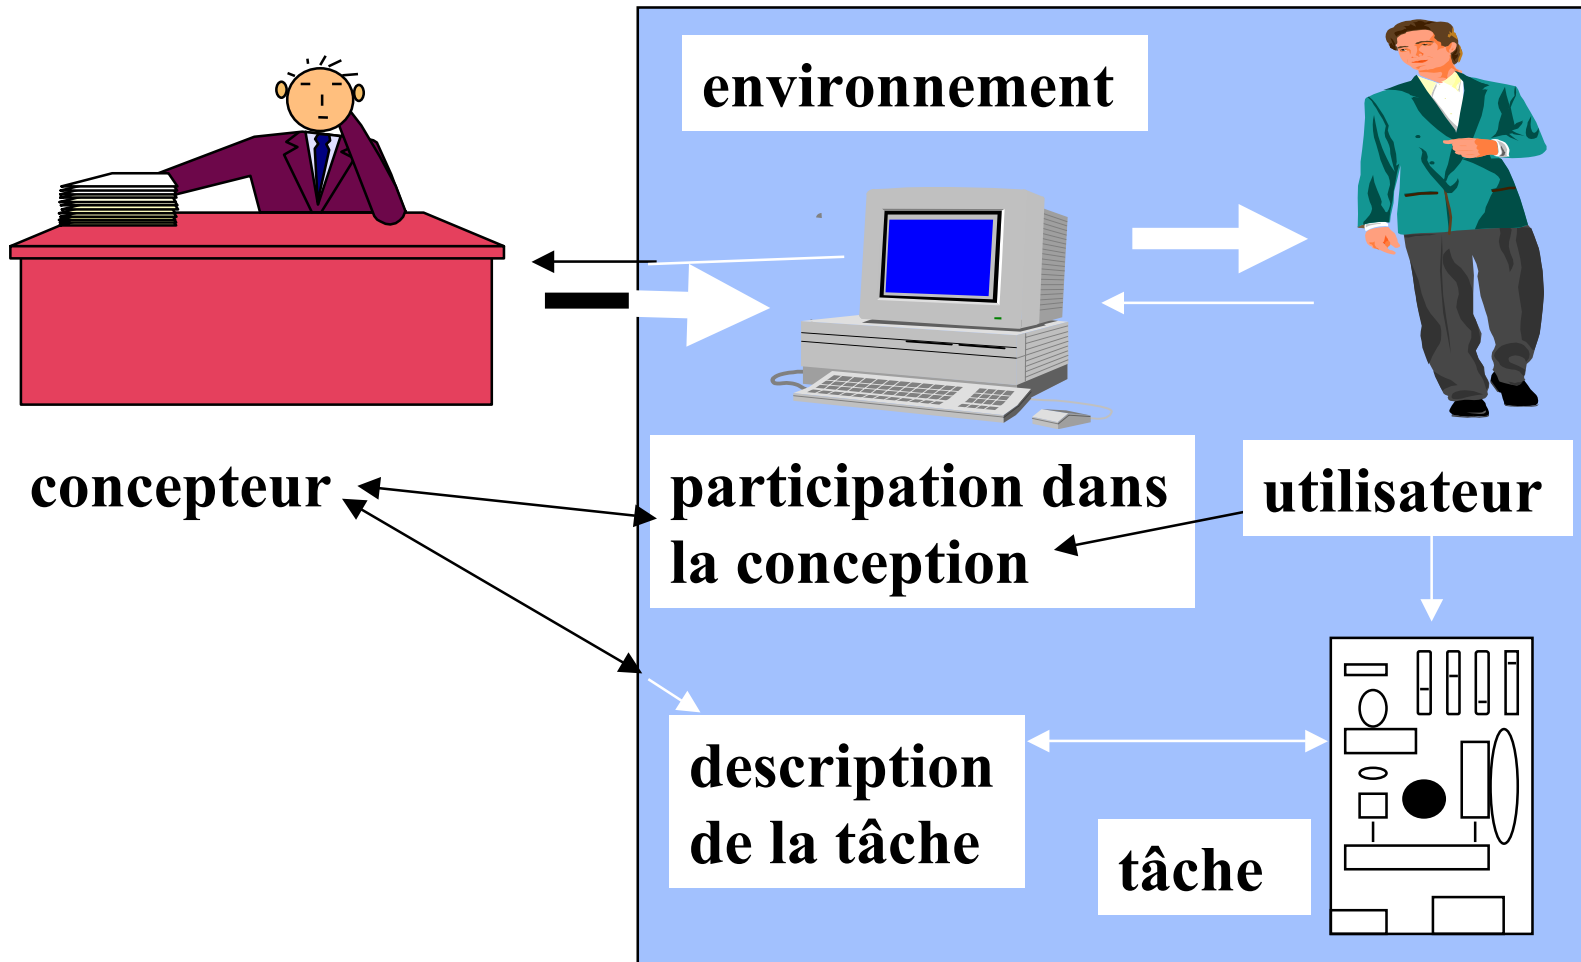 environnement
concepteur
participation dans
la conception
utilisateur
description
de la tâche
tâche